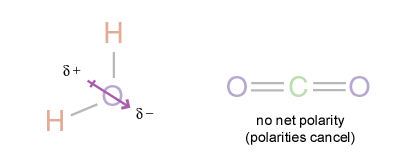 H
δ+
O
H
δ−
O C O
no net polarity
(polarities cancel)